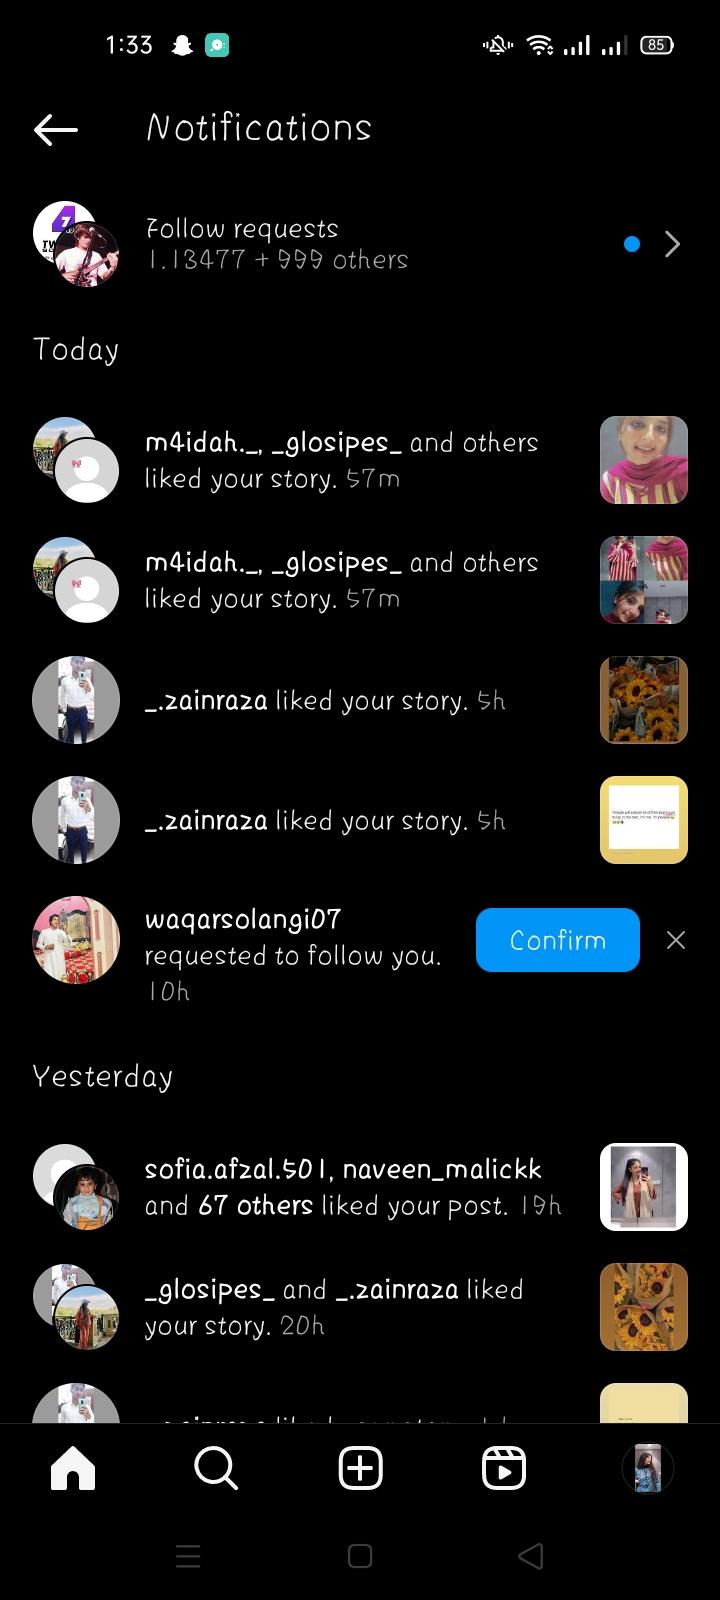 1:33
85
Notifications
Follow requests
1.13477 + 999 others
Today
m4idah._, _glosipes_ and others
liked your story. 57m
m4idah._, _glosipes_ and others
liked your story. 57m
_.zainraza liked your story. 5h
_.zainraza liked your story. 5h
waqarsolangi07
requested to follow you.
10h
Confirm
Yesterday
sofia.afzal.501, naveen_malickk
and 67 others liked your post. 19h
_glosipes_ and _.zainraza liked
your story. 20h